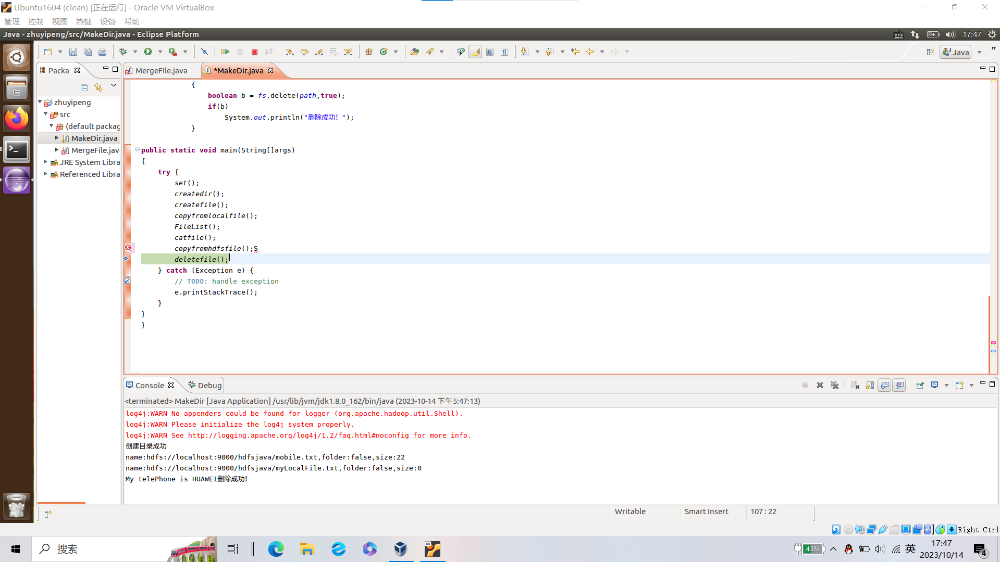 Ubuntu1604 (clean) [正在运行] - Oracle VM VirtualBox
管理 控制 视图 热键 设备 帮助
Java - zhuyipeng/src/MakeDir.java - Eclipse Platform
17:47
Java
Packa
MergeFile.java
*MakeDir.java
zhuyipeng
src
(default packag
MakeDir.java
MergeFile.jav
JRE System Libra
Referenced Libra
{
boolean b = fs.delete(path,true);
if(b)
System.out.println("删除成功! ");
}
public static void main(String[]args)
{
try {
set();
createdir();
createfile();
copyfromlocalfile();
FileList();
catfile();
copyfromhdfsfile();S
deletefile();
} catch (Exception e) {
// TODO: handle exception
e.printStackTrace();
}
}
}
Console
Debug
<terminated> MakeDir [Java Application] /usr/lib/jvm/jdk1.8.0_162/bin/java (2023-10-14 下午5:47:13)
log4j:WARN No appenders could be found for logger (org.apache.hadoop.util.Shell).
log4j:WARN Please initialize the log4j system properly.
log4j:WARN See http://logging.apache.org/log4j/1.2/faq.html#noconfig for more info.
创建目录成功
name:hdfs://localhost:9000/hdfsjava/mobile.txt,folder:false,size:22
name:hdfs://localhost:9000/hdfsjava/myLocalFile.txt,folder:false,size:0
My telePhone is HUAWEI删除成功!
Writable
Smart Insert
107 : 22
Right Ctrl
搜索
64
43%
英
17:47
2023/10/14
4